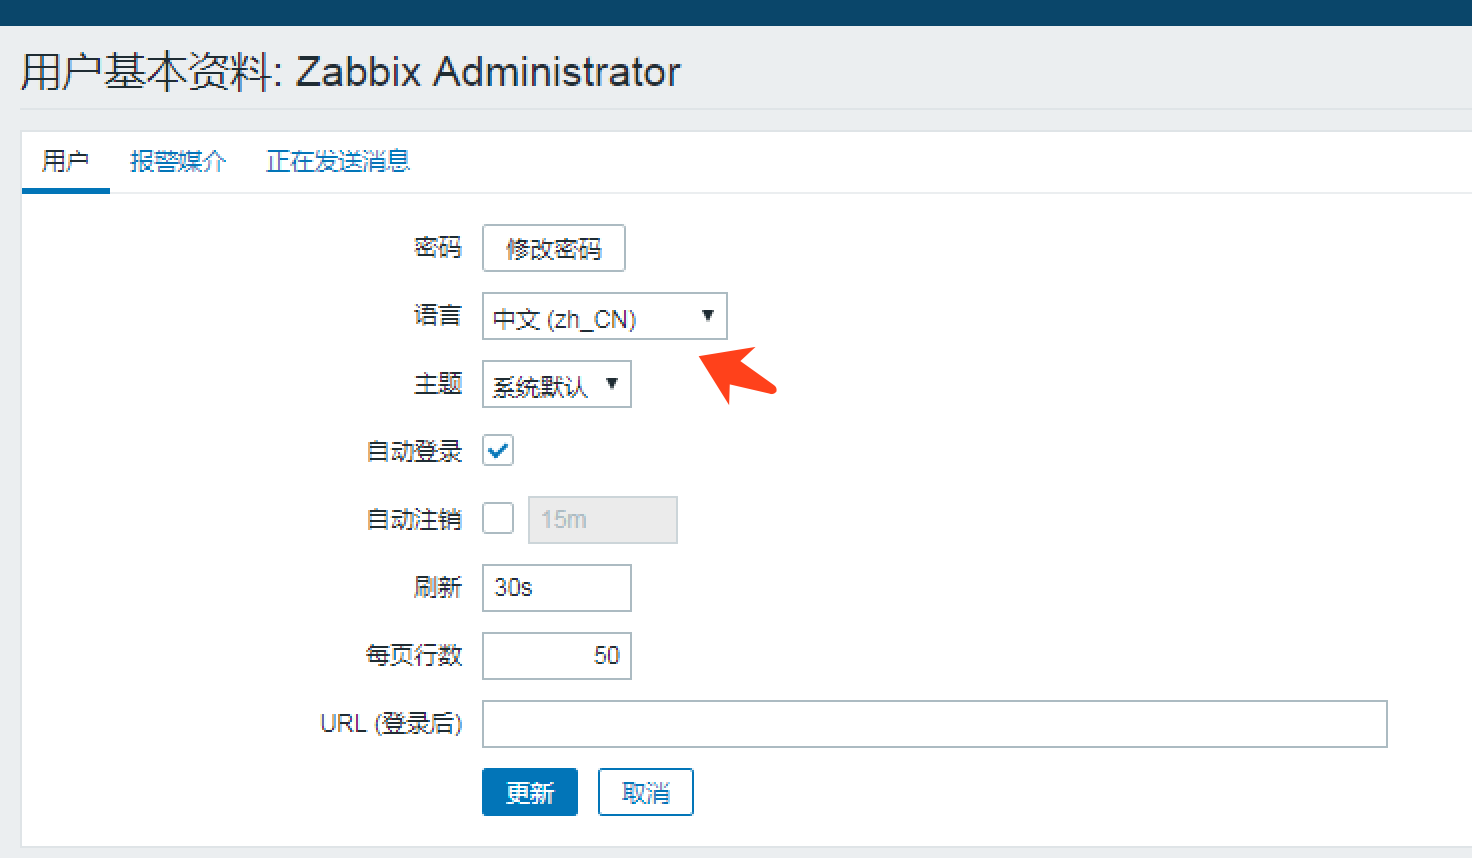 用户基本资料: Zabbix Administrator
用户 报警媒介 正在发送消息
密码 修改密码
语言 中文 (zh_CN)
主题 系统默认
自动登录
自动注销 15m
刷新 30s
每页行数 50
URL (登录后)
更新 取消